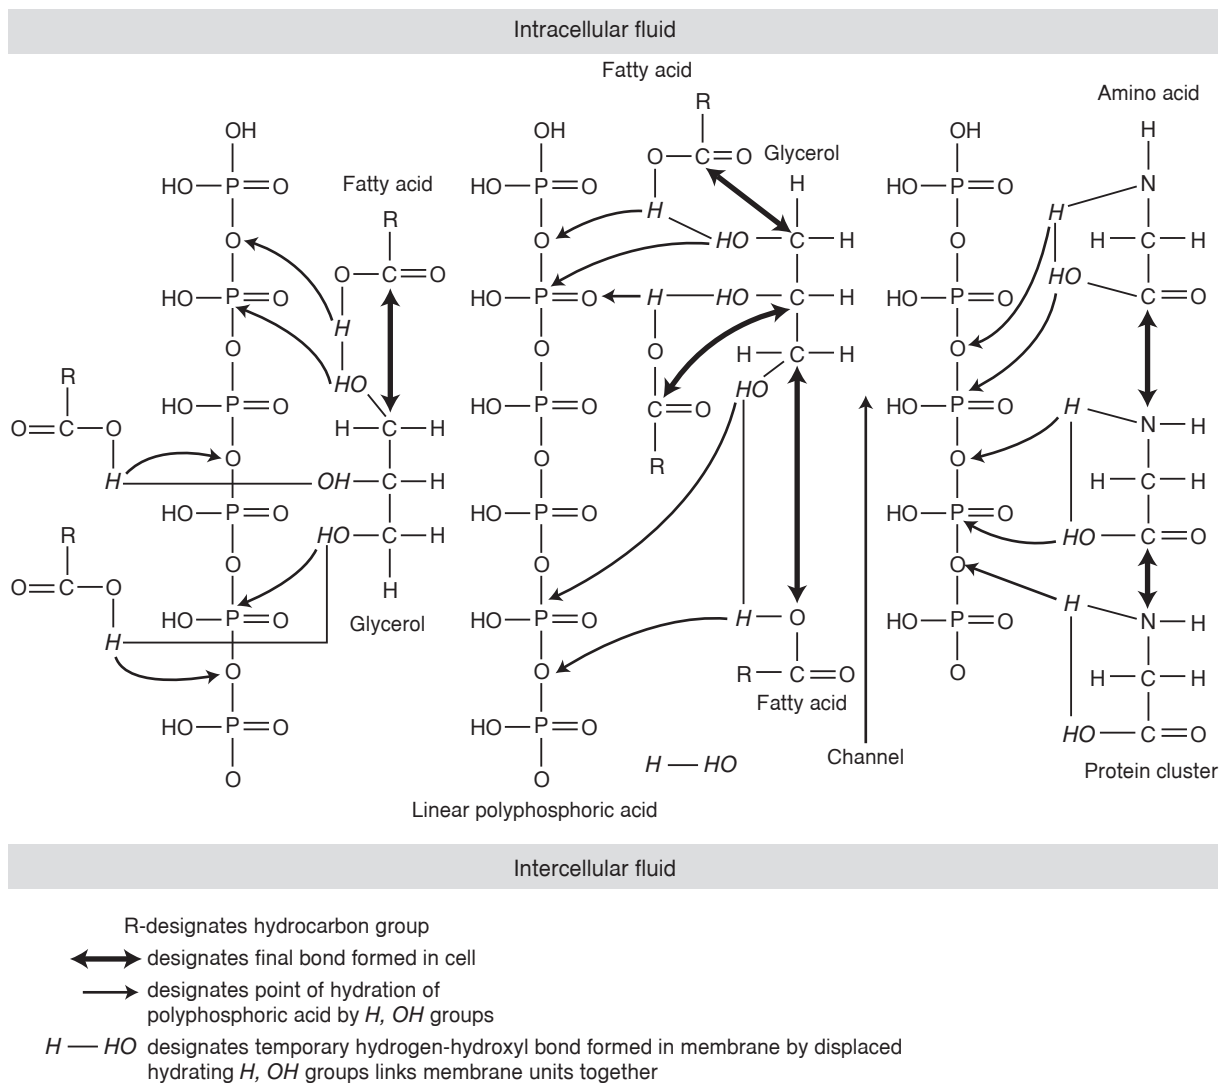 Intracellular fluid
Fatty acid
Amino acid
R
OH OH OH H
O—C=O Glycerol
HO—P=O Fatty acid HO—P=O H HO—P=O N
R H H
O O HO—C—H O H—C—H
O—C=O HO
HO—P=O HO—P=O H—HO—C—H HO—P=O C=O
H
O O O H—C—H O
R HO HO
HO—P=O HO—P=O C=O HO—P=O H
O=C—O H—C—H N—H
O O R O
H OH—C—H H—C—H
HO—P=O HO—P=O HO—P=O
R HO—C—H HO—C=O
O O O
O=C—O H
H
HO—P=O Glycerol HO—P=O H—O HO—P=O N—H
H
O O R—C=O O H—C—H
Fatty acid
HO—P=O HO—P=O HO—C=O
H—HO Channel
Protein cluster
O O
Linear polyphosphoric acid
Intercellular fluid
R-designates hydrocarbon group
designates final bond formed in cell
designates point of hydration of
polyphosphoric acid by H, OH groups
H — HO designates temporary hydrogen-hydroxyl bond formed in membrane by displaced
hydrating H, OH groups links membrane units together